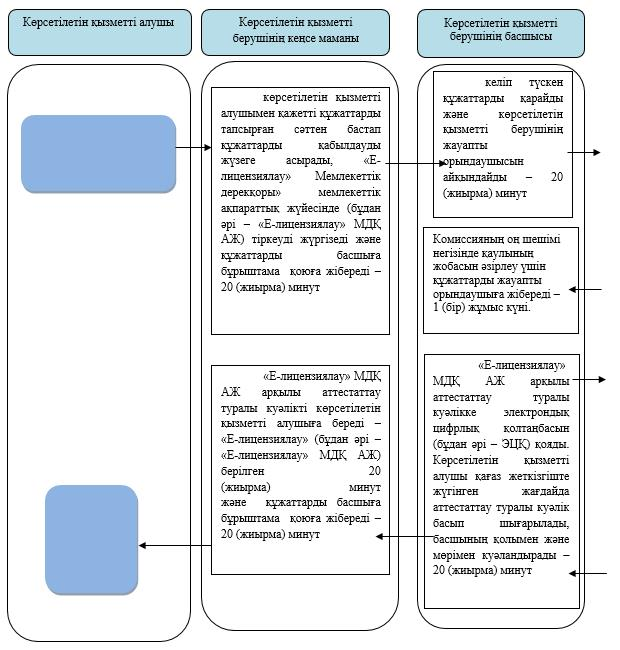 Көрсетілетін қызметті алушы
Көрсетілетін қызметті
берушінің кеңсе маманы
Көрсетілетін қызметті
берушінің басшысы
көрсетілетін қызметті
алушымен қажетті құжаттарды
тапсырған сәттен бастап
құжаттарды қабылдауды
жүзеге асырады, «Е-
лицензиялау» Мемлекеттік
дерекқоры» мемлекеттік
ақпараттық жүйесінде (бұдан
әрі – «Е-лицензиялау» МДҚ
АЖ) тіркеуді жүргізеді және
құжаттарды басшыға
бұрыштама қоюға жібереді –
20 (жиырма) минут
келіп түскен
құжаттарды қарайды
және көрсетілетін
қызметті берушінің
жауапты
орындаушысын
айқындайды – 20
(жиырма) минут
Комиссияның оң шешімі
негізінде қаулының
жобасын әзірлеу үшін
құжаттарды жауапты
орындаушыға жібереді –
1 (бір) жұмыс күні.
«Е-лицензиялау» МДҚ
АЖ арқылы аттестаттау
туралы куәлікті көрсетілетін
қызметті алушыға береді –
«Е-лицензиялау» (бұдан әрі –
«Е-лицензиялау» МДҚ АЖ)
берілген 20
(жиырма) минут
және құжаттарды басшыға
бұрыштама қоюға жібереді –
20 (жиырма) минут
«Е-лицензиялау»
МДҚ АЖ арқылы
аттестаттау туралы
куәлікке электрондық
цифрлық қолтаңбасын
(бұдан әрі – ЭЦҚ) қояды.
Көрсетілетін қызметті
алушы қағаз жеткізгіште
жүгінген жағдайда
аттестаттау туралы куәлік
басып шығарылады,
басшының қолымен және
мөрімен куәландырады –
20 (жиырма) минут